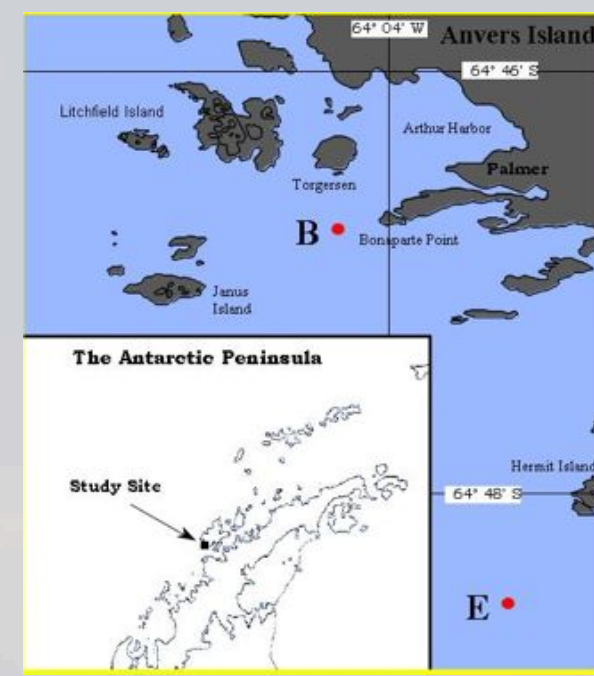 64° 04' W
Anvers Island
64° 46' S
Litchfield Island
Arthur Harbor
Palmer
Torgersen
B
Bonaparte Point
Janus
Island
The Antarctic Peninsula
Study Site
Hermit Island
64° 48' S
E